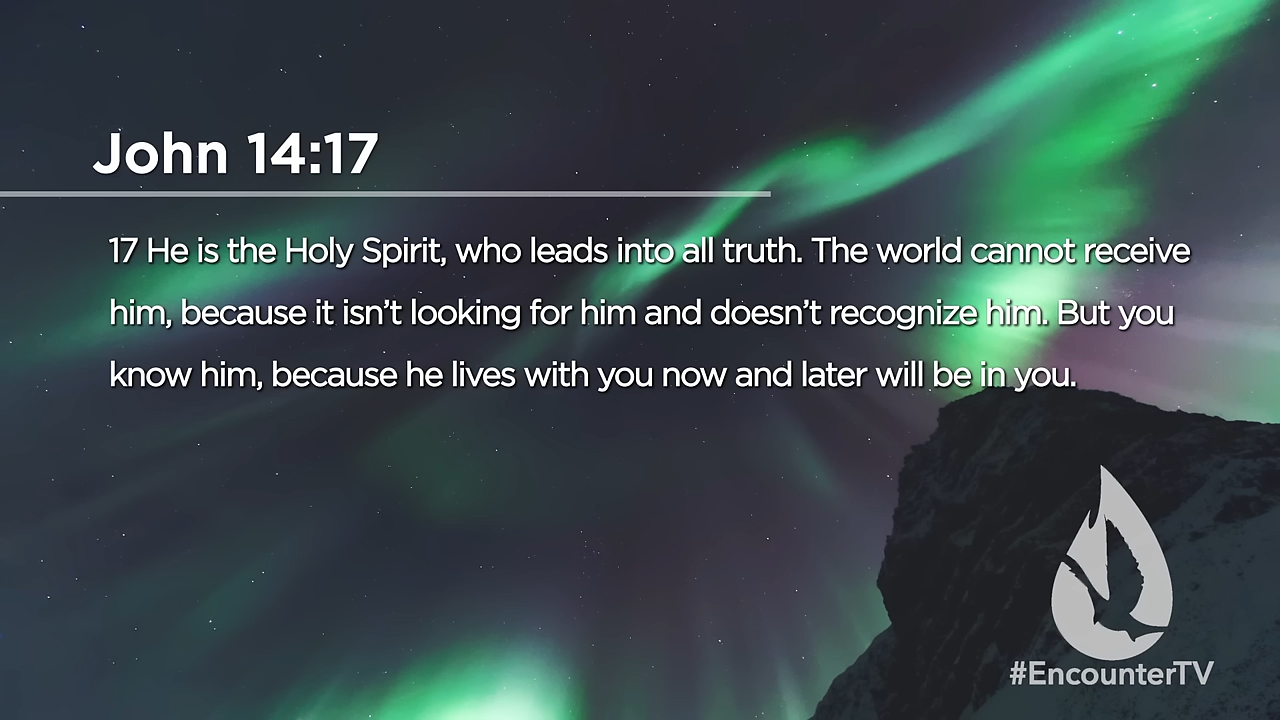 John 14:17
17 He is the Holy Spirit, who leads into all truth. The world cannot receive
him, because it isn’t looking for him and doesn’t recognize him. But you
know him, because he lives with you now and later will be in you.
#EncounterTV